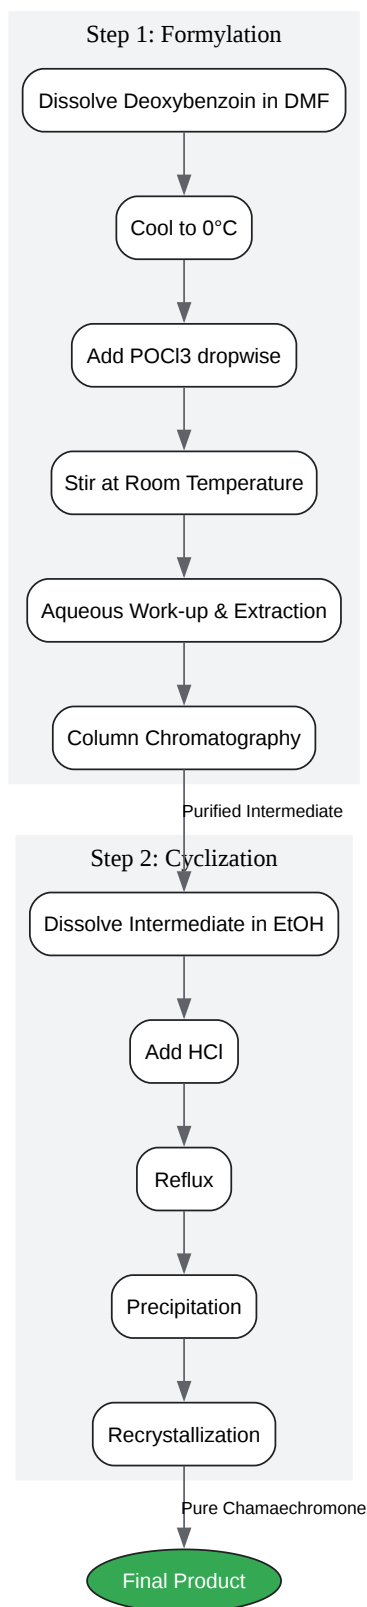 Step 1: Formylation
Dissolve Deoxybenzoin in DMF
Cool to 0°C
Add POCl3 dropwise
Stir at Room Temperature
Aqueous Work-up & Extraction
Column Chromatography
Purified Intermediate
Step 2: Cyclization
Dissolve Intermediate in EtOH
Add HCl
Reflux
Precipitation
Recrystallization
Pure Chamaechromone
Final Product